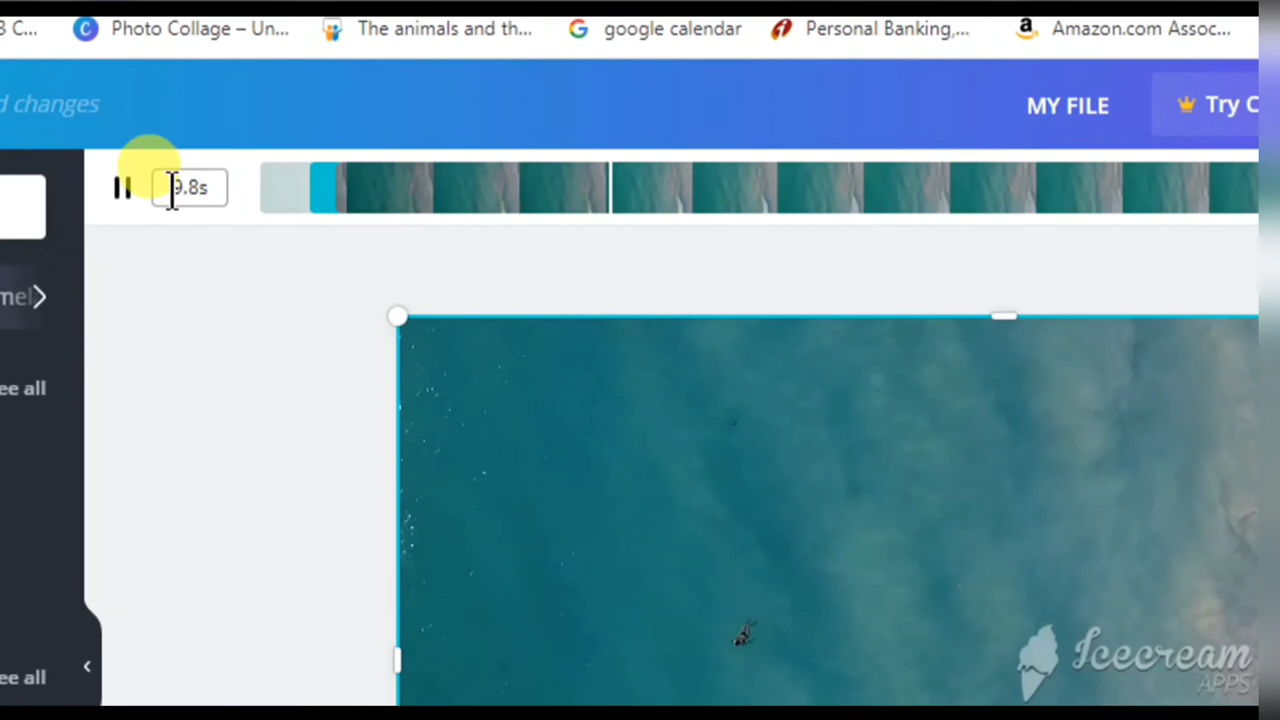 Photo Collage – Un... The animals and th... google calendar Personal Banking,... Amazon.com Assoc...
d changes MY FILE Try C
9.8s
ee all
Icecream
APPS
ee all